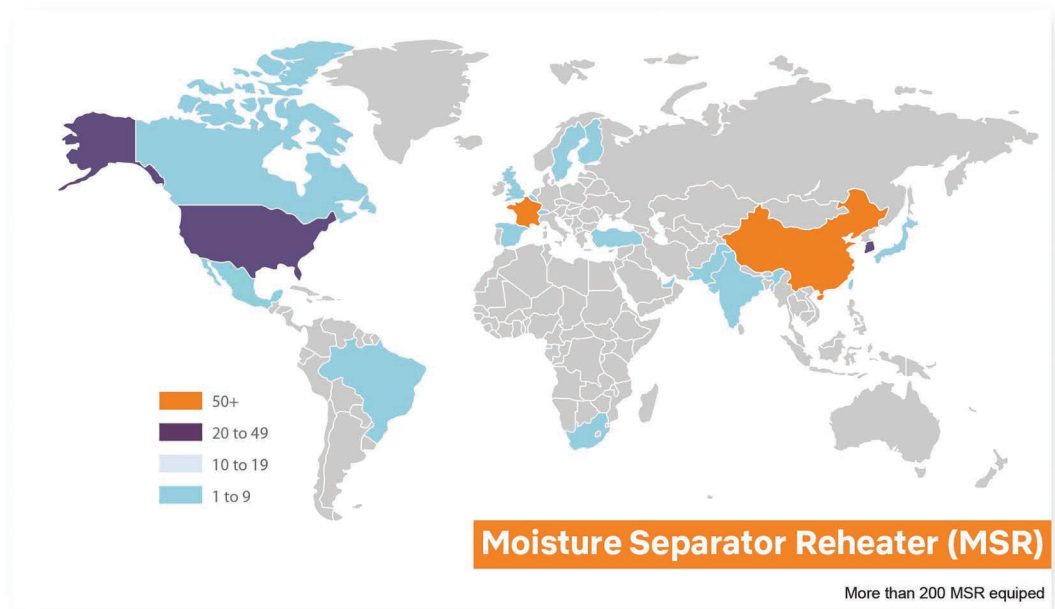 50+
20 to 49
10 to 19
1 to 9
Moisture Separator Reheater (MSR)
More than 200 MSR equiped